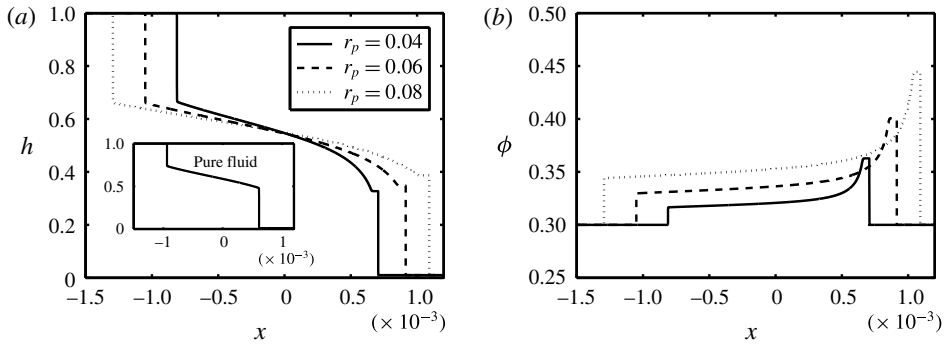 (a)
1.0
0.8
0.6
0.4
0.2
0
h
r_p = 0.04
r_p = 0.06
r_p = 0.08
Pure fluid
1.0
0.5
0
−1 0 1
(× 10⁻³)
−1.5 −1.0 −0.5 0 0.5 1.0
(× 10⁻³)
x
(b)
0.50
0.45
0.40
0.35
0.30
0.25
ϕ
−1.5 −1.0 −0.5 0 0.5 1.0
(× 10⁻³)
x